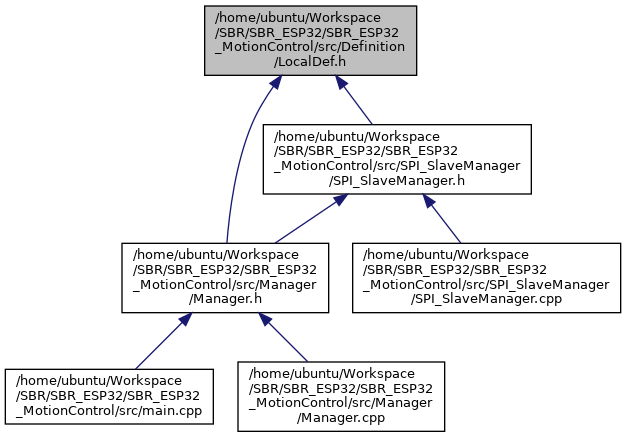 /home/ubuntu/Workspace
/SBR/SBR_ESP32/SBR_ESP32
_MotionControl/src/Definition
/LocalDef.h
/home/ubuntu/Workspace
/SBR/SBR_ESP32/SBR_ESP32
_MotionControl/src/SPI_SlaveManager
/SPI_SlaveManager.h
/home/ubuntu/Workspace
/SBR/SBR_ESP32/SBR_ESP32
_MotionControl/src/Manager
/Manager.h
/home/ubuntu/Workspace
/SBR/SBR_ESP32/SBR_ESP32
_MotionControl/src/SPI_SlaveManager
/SPI_SlaveManager.cpp
/home/ubuntu/Workspace
/SBR/SBR_ESP32/SBR_ESP32
_MotionControl/src/main.cpp
/home/ubuntu/Workspace
/SBR/SBR_ESP32/SBR_ESP32
_MotionControl/src/Manager
/Manager.cpp